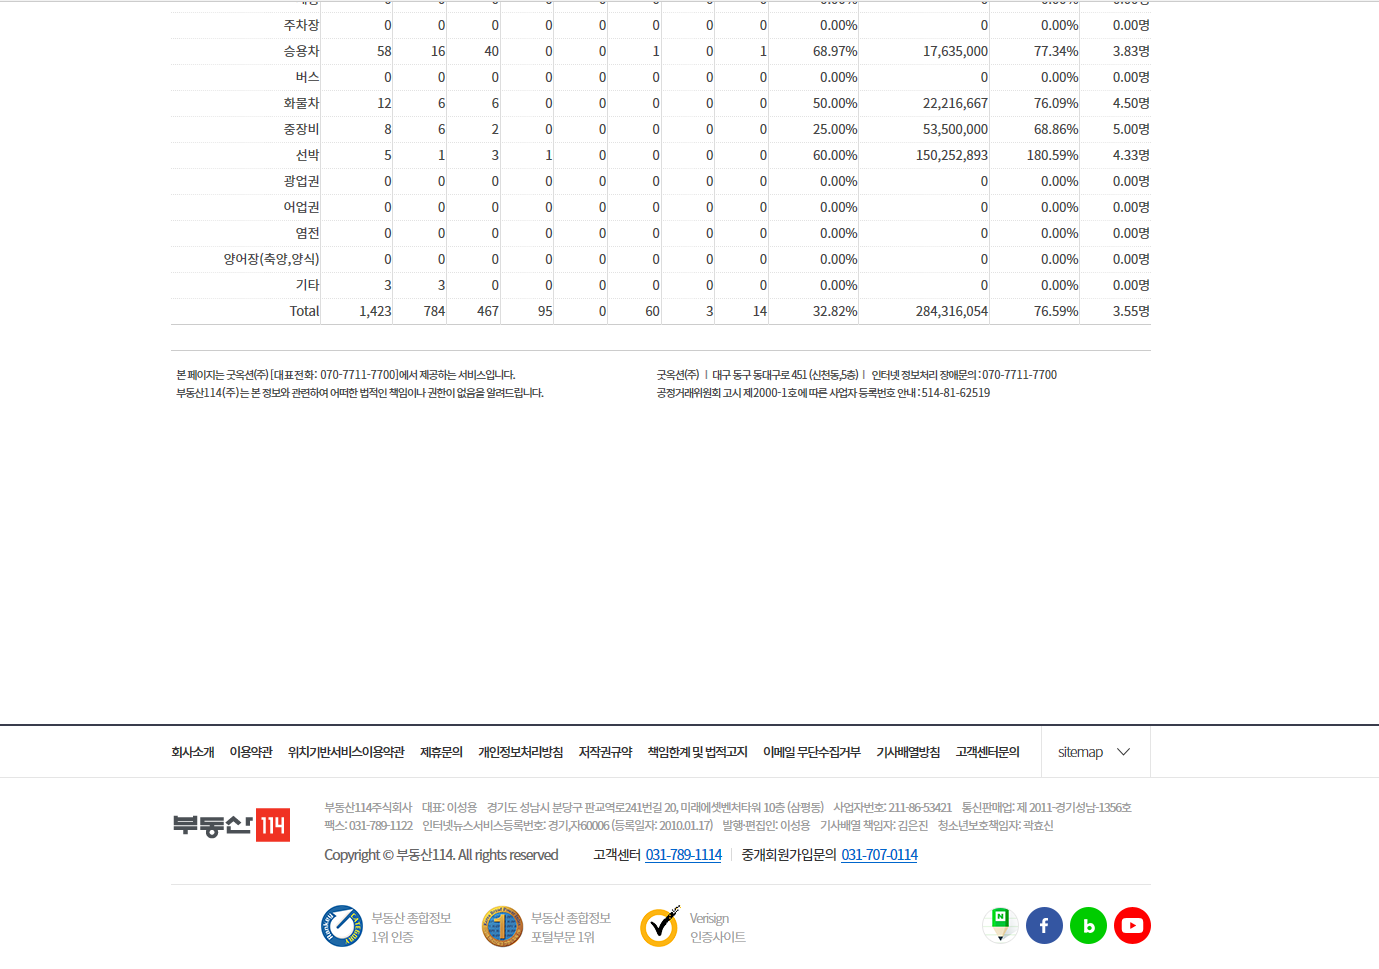 주차장 0 0 0 0 0 0 0 0 0.00% 0 0.00% 0.00명
승용차 58 16 40 0 0 1 0 1 68.97% 17,635,000 77.34% 3.83명
버스 0 0 0 0 0 0 0 0 0.00% 0 0.00% 0.00명
화물차 12 6 6 0 0 0 0 0 50.00% 22,216,667 76.09% 4.50명
중장비 8 6 2 0 0 0 0 0 25.00% 53,500,000 68.86% 5.00명
선박 5 1 3 1 0 0 0 0 60.00% 150,252,893 180.59% 4.33명
광업권 0 0 0 0 0 0 0 0 0.00% 0 0.00% 0.00명
어업권 0 0 0 0 0 0 0 0 0.00% 0 0.00% 0.00명
염전 0 0 0 0 0 0 0 0 0.00% 0 0.00% 0.00명
양어장(축양,양식) 0 0 0 0 0 0 0 0 0.00% 0 0.00% 0.00명
기타 3 3 0 0 0 0 0 0 0.00% 0 0.00% 0.00명
Total 1,423 784 467 95 0 60 3 14 32.82% 284,316,054 76.59% 3.55명
본 페이지는 굿옥션(주)[대표전화: 070-7711-7700]에서 제공하는 서비스입니다.
부동산114(주)는 본 정보와 관련하여 어떠한 법적인 책임이나 권한이 없음을 알려드립니다.
굿옥션(주) | 대구 동구 동대구로 451 (신천동,5층) | 인터넷 정보처리 장애문의 : 070-7711-7700
공정거래위원회 고시 제2000-1호에 따른 사업자 등록번호 안내 : 514-81-62519
회사소개 이용약관 위치기반서비스이용약관 제휴문의 개인정보처리방침 저작권규약 책임한계 및 법적고지 이메일 무단수집거부 기사배열방침 고객센터문의 sitemap
부동산 114
부동산114주식회사 대표: 이성용 경기도 성남시 분당구 판교역로241번길 20, 미래에셋벤처타워 10층 (삼평동) 사업자번호: 211-86-53421 통신판매업: 제 2011-경기성남-1356호
팩스: 031-789-1122 인터넷뉴스서비스등록번호: 경기,자60006 (등록일자: 2010.01.17) 발행·편집인: 이성용 기사배열 책임자: 김은진 청소년보호책임자: 곽효신
Copyright © 부동산114. All rights reserved 고객센터 031-789-1114 중개회원가입문의 031-707-0114
부동산 종합정보
1위 인증
부동산 종합정보
포털부문 1위
Verisign
인증사이트